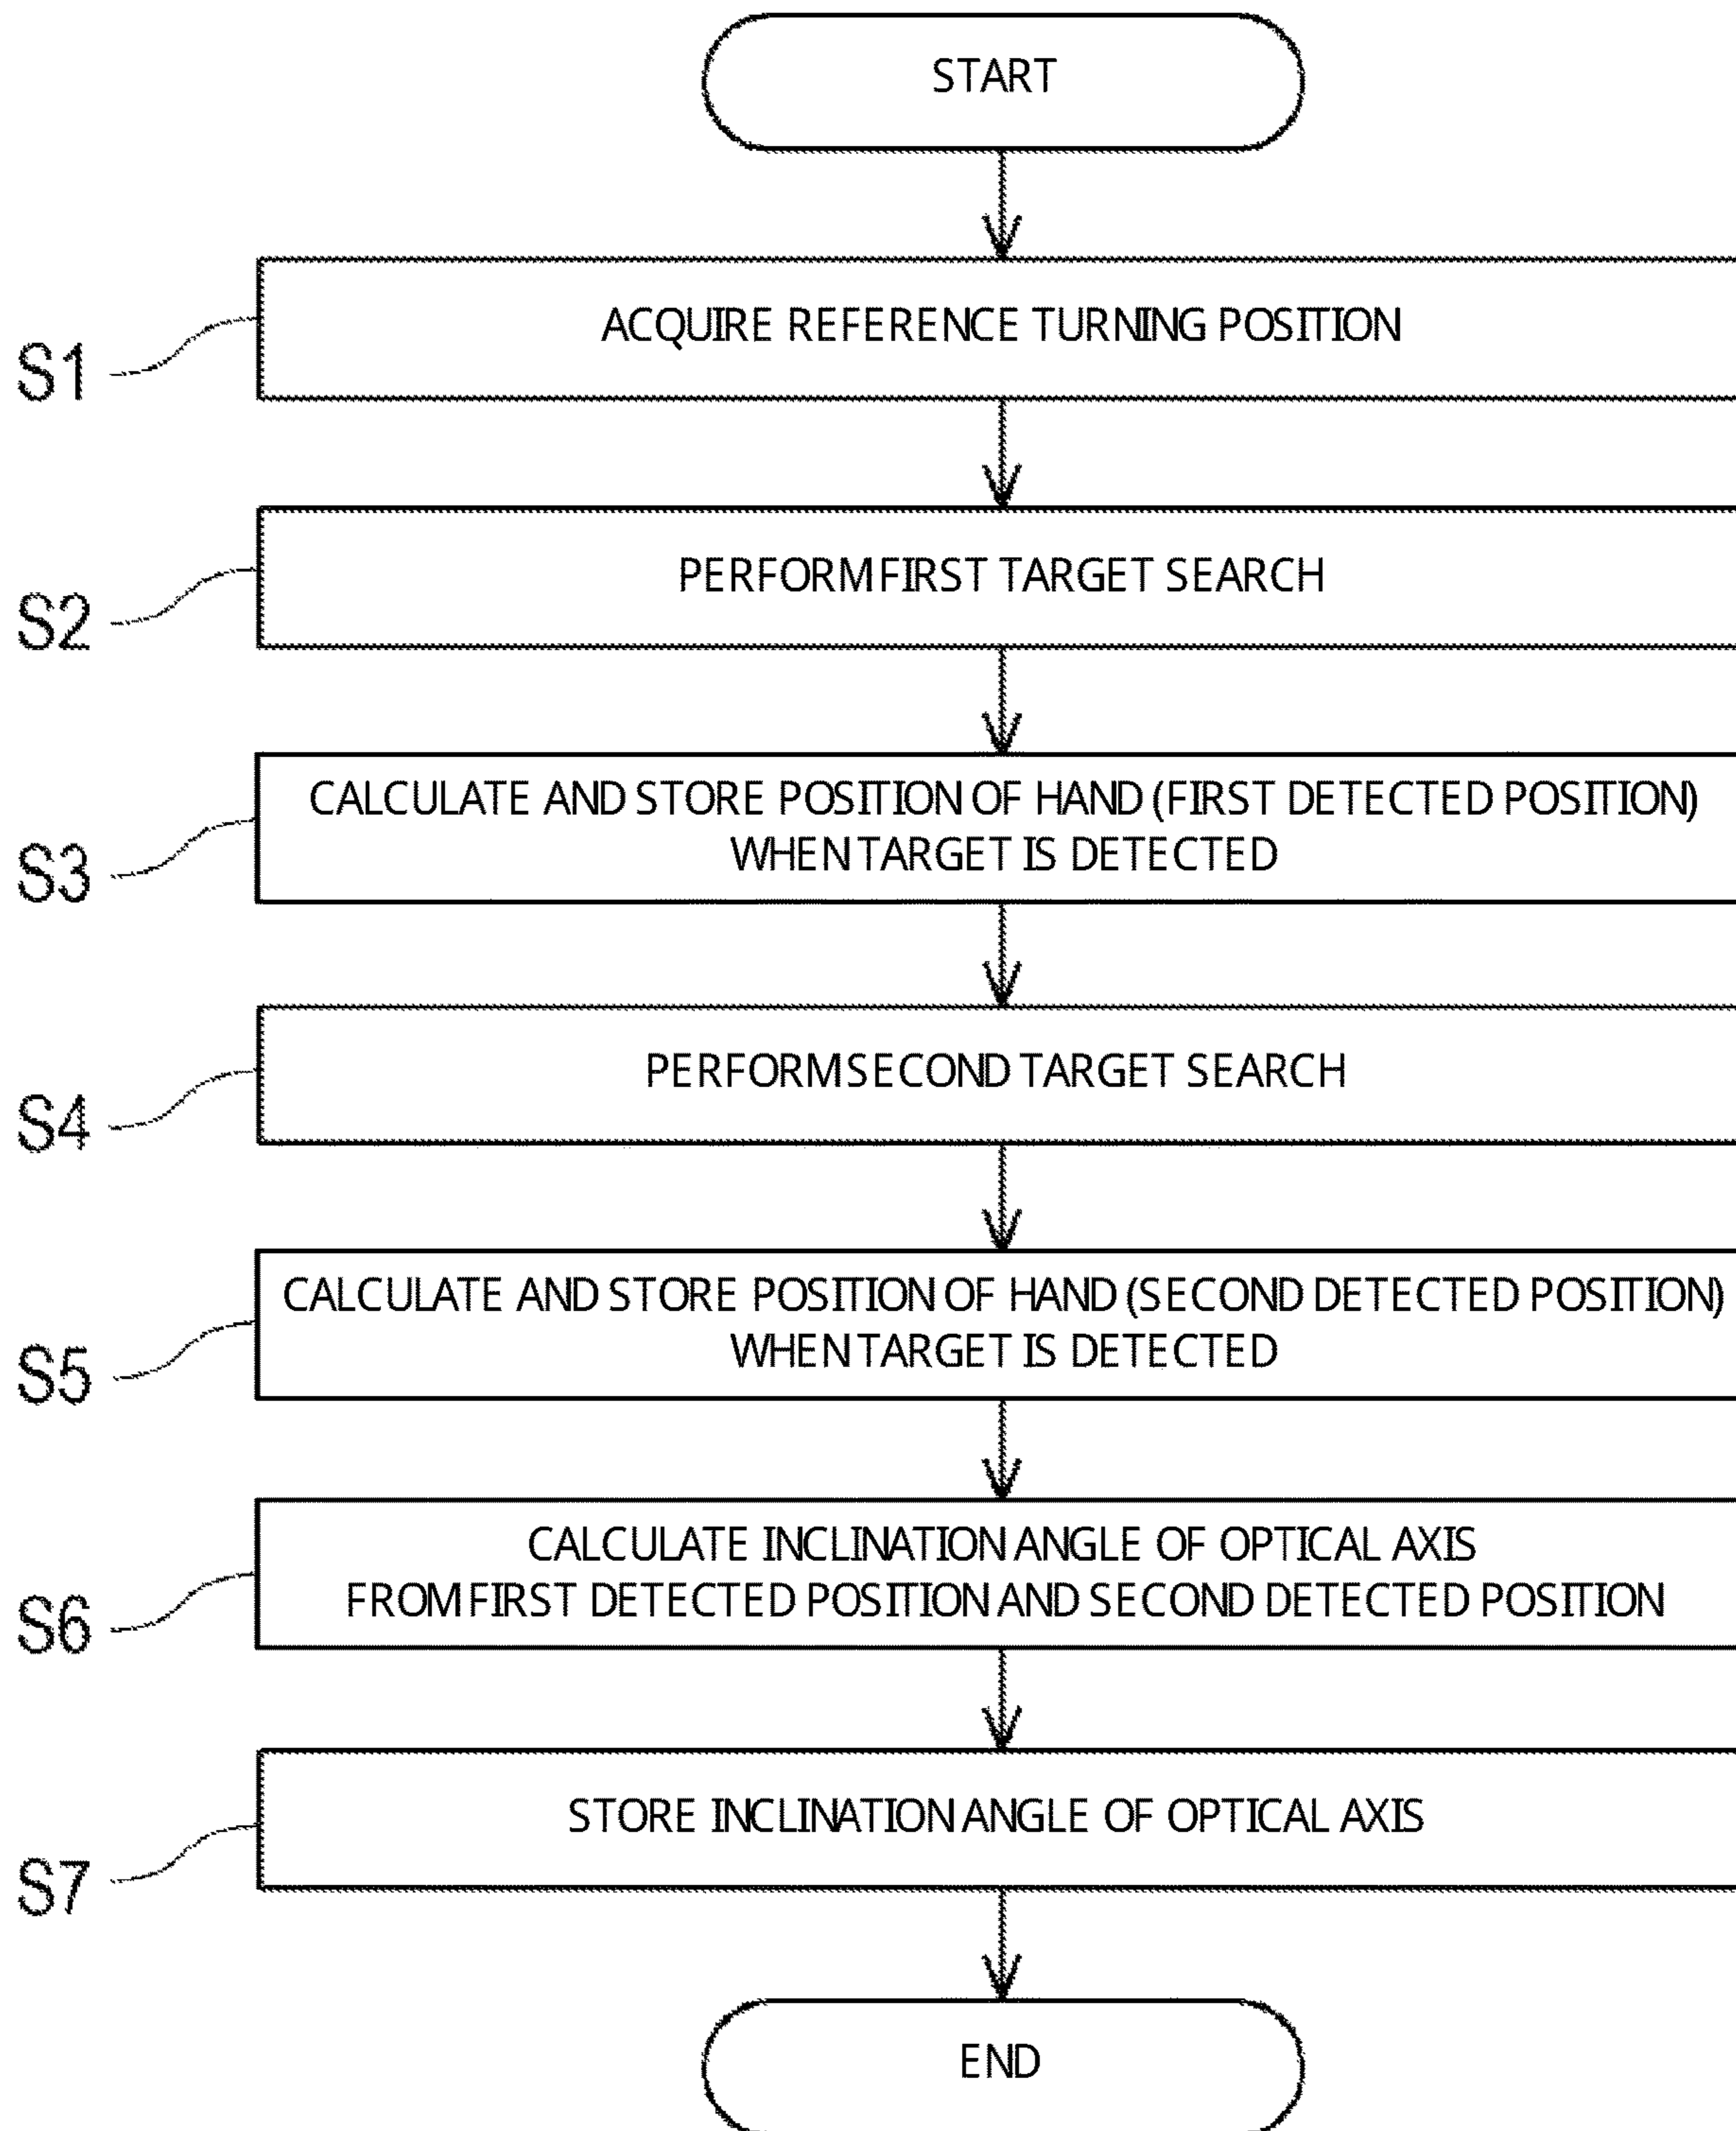 START
S1
ACQUIRE REFERENCE TURNING POSITION
S2
PERFORM FIRST TARGET SEARCH
S3
CALCULATE AND STORE POSITION OF HAND (FIRST DETECTED POSITION)
WHEN TARGET IS DETECTED
S4
PERFORM SECOND TARGET SEARCH
S5
CALCULATE AND STORE POSITION OF HAND (SECOND DETECTED POSITION)
WHEN TARGET IS DETECTED
S6
CALCULATE INCLINATION ANGLE OF OPTICAL AXIS
FROM FIRST DETECTED POSITION AND SECOND DETECTED POSITION
S7
STORE INCLINATION ANGLE OF OPTICAL AXIS
END